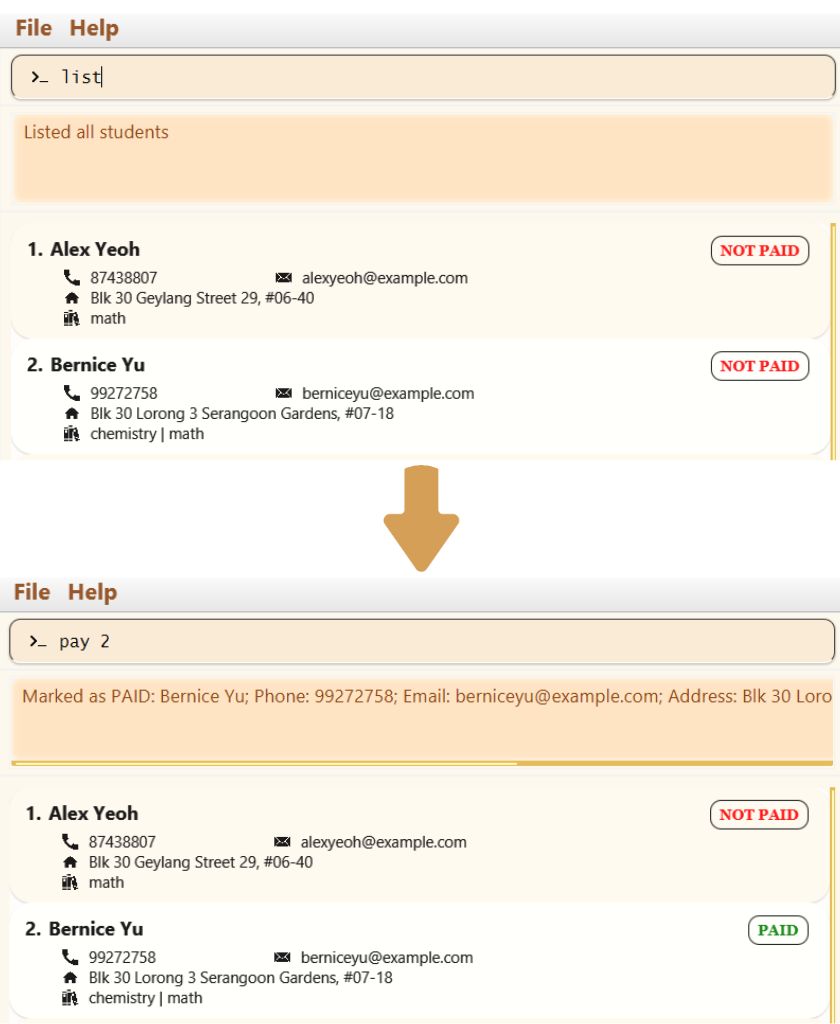 File Help
>_ list
Listed all students
1. Alex Yeoh NOT PAID
87438807 alexyeoh@example.com
Blk 30 Geylang Street 29, #06-40
math
2. Bernice Yu NOT PAID
99272758 berniceyu@example.com
Blk 30 Lorong 3 Serangoon Gardens, #07-18
chemistry | math
File Help
>_ pay 2
Marked as PAID: Bernice Yu; Phone: 99272758; Email: berniceyu@example.com; Address: Blk 30 Loro
1. Alex Yeoh NOT PAID
87438807 alexyeoh@example.com
Blk 30 Geylang Street 29, #06-40
math
2. Bernice Yu PAID
99272758 berniceyu@example.com
Blk 30 Lorong 3 Serangoon Gardens, #07-18
chemistry | math